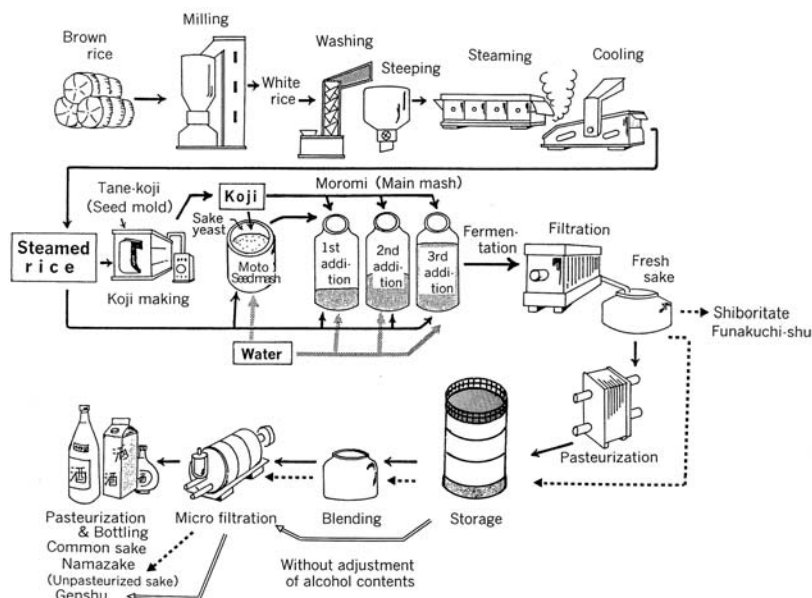 Brown
rice
Milling
White
rice
Washing
Steeping
Steaming
Cooling
Tane-koji
(Seed mold)
Koji
Moromi (Main mash)
Steamed
rice
Koji making
Sake
yeast
Moto
Seedmash
1st
addi-
tion
2nd
addi-
tion
3rd
addi-
tion
Fermen-
tation
Filtration
Fresh
sake
Shiboritate
Funakuchi-shu
Water
Pasteurization
酒
酒
Pasteurization
& Bottling
Common sake
Namazake
(Unpasteurized sake)
Genshu
Micro filtration
Blending
Storage
Without adjustment
of alcohol contents